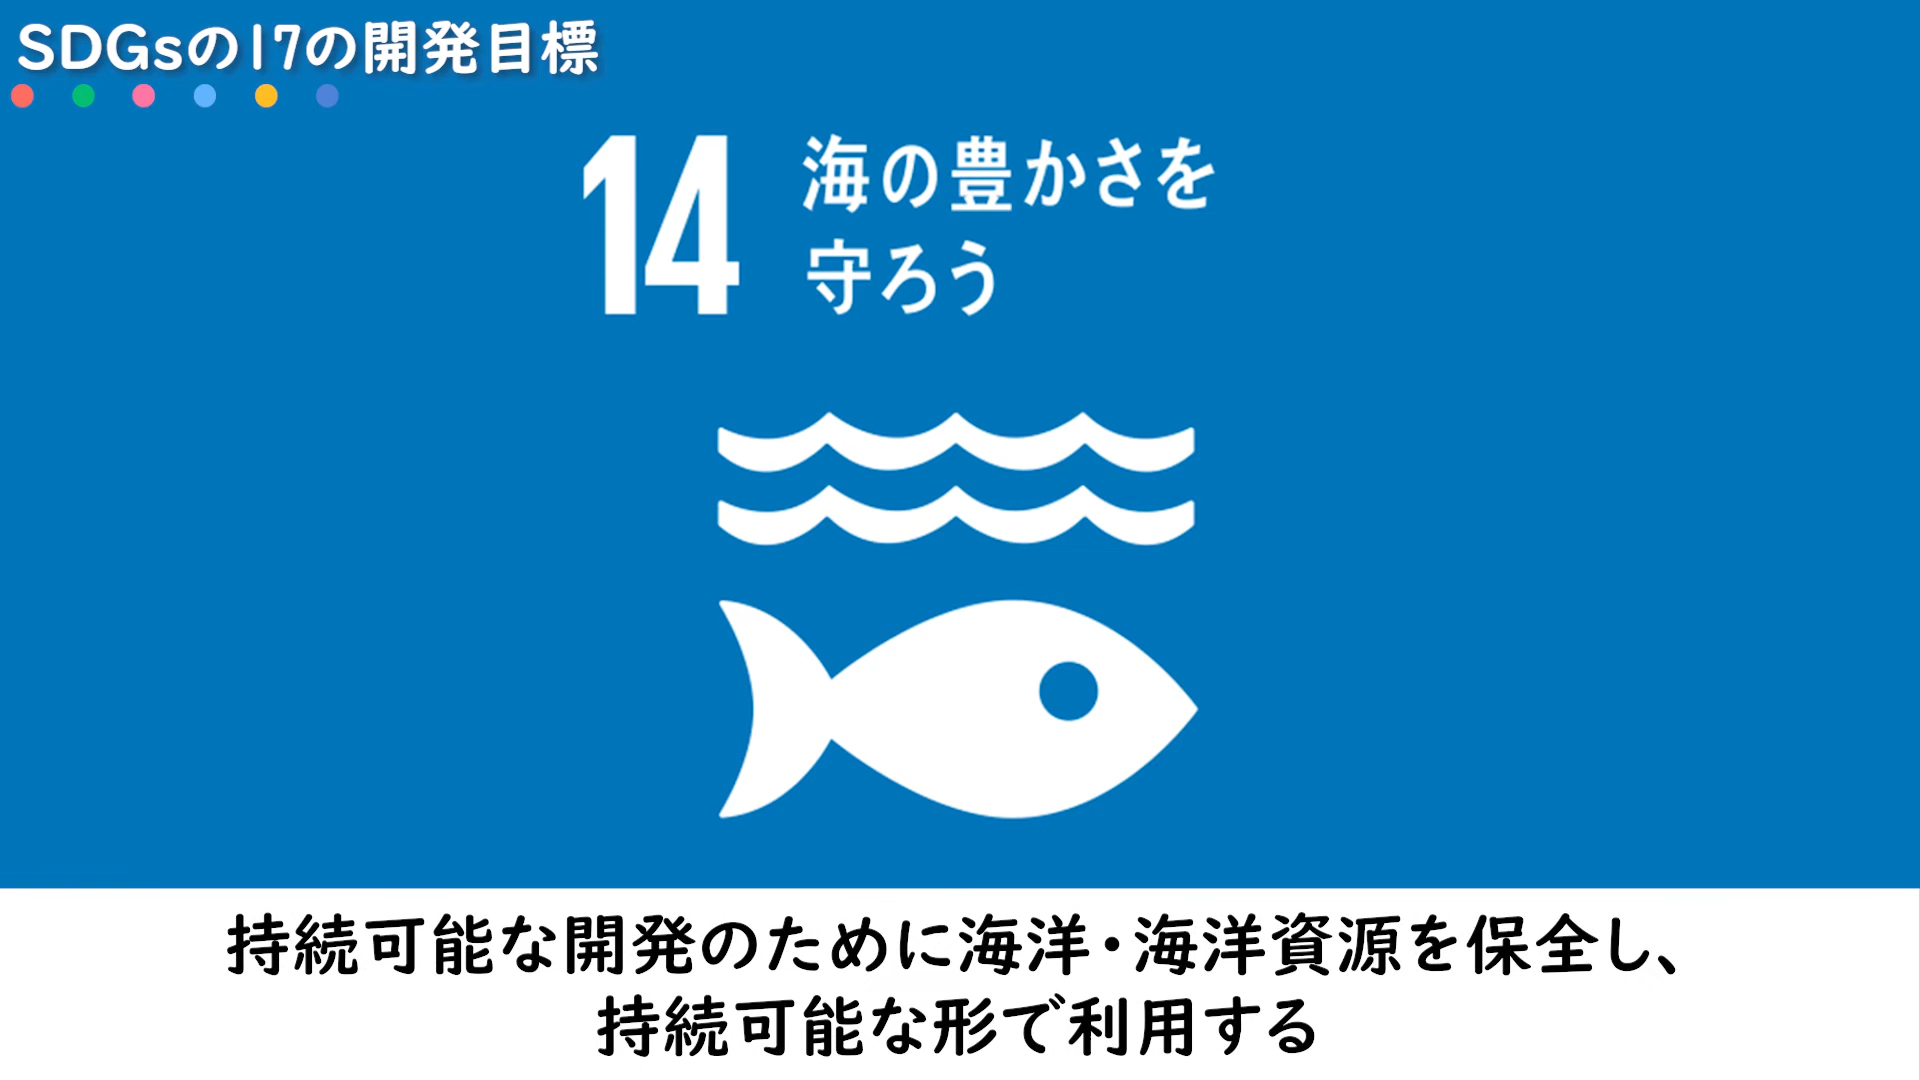 SDGsの17の開発目標
14
海の豊かさを
守ろう
持続可能な開発のために海洋・海洋資源を保全し、
持続可能な形で利用する